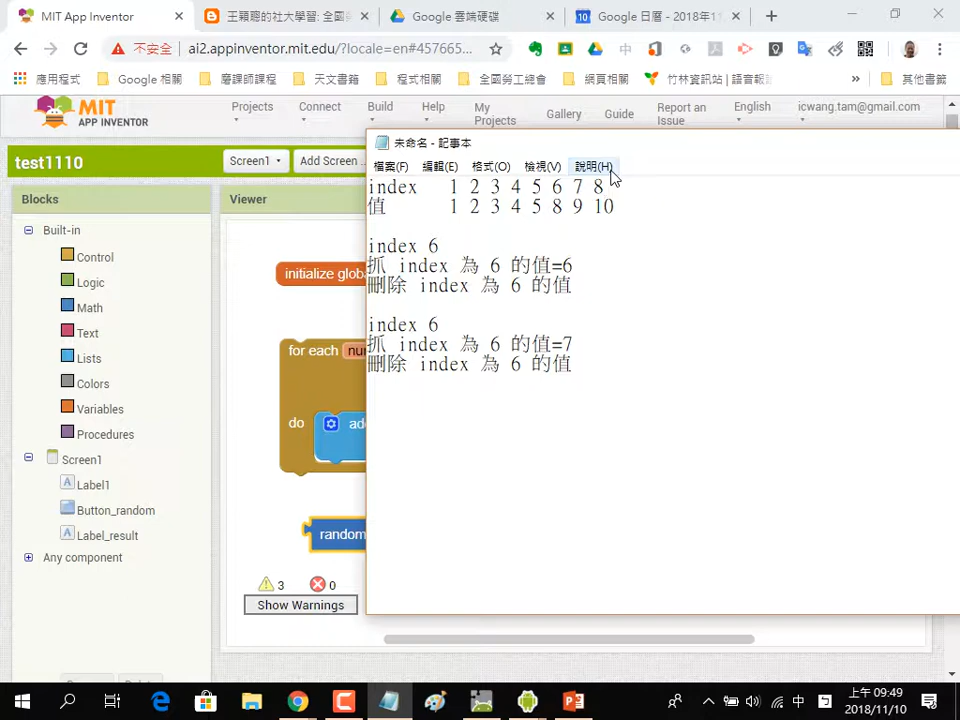 MIT App Inventor
王穎聰的社大學習: 全國勞
Google 雲端硬碟
Google 日曆 - 2018年11
不安全 ai2.appinventor.mit.edu/?locale=en#457665...
應用程式
Google 相關
磨課師課程
天文書籍
程式相關
全國勞工總會
網頁相關
竹林資訊站 | 語音報
其他書籤
MIT
APP INVENTOR
Projects
Connect
Build
Help
My Projects
Gallery
Guide
Report an Issue
English
icwang.tam@gmail.com
test1110
Screen1
Add Screen ...
Blocks
Viewer
Built-in
Control
Logic
Math
Text
Lists
Colors
Variables
Procedures
Screen1
Label1
Button_random
Label_result
Any component
initialize globa
for each num
do
add
random
3
0
Show Warnings
未命名 - 記事本
檔案(F) 編輯(E) 格式(O) 檢視(V) 說明(H)
index 1 2 3 4 5 6 7 8
值 1 2 3 4 5 8 9 10
index 6
抓 index 為 6 的值=6
刪除 index 為 6 的值
index 6
抓 index 為 6 的值=7
刪除 index 為 6 的值
中
上午 09:49
2018/11/10